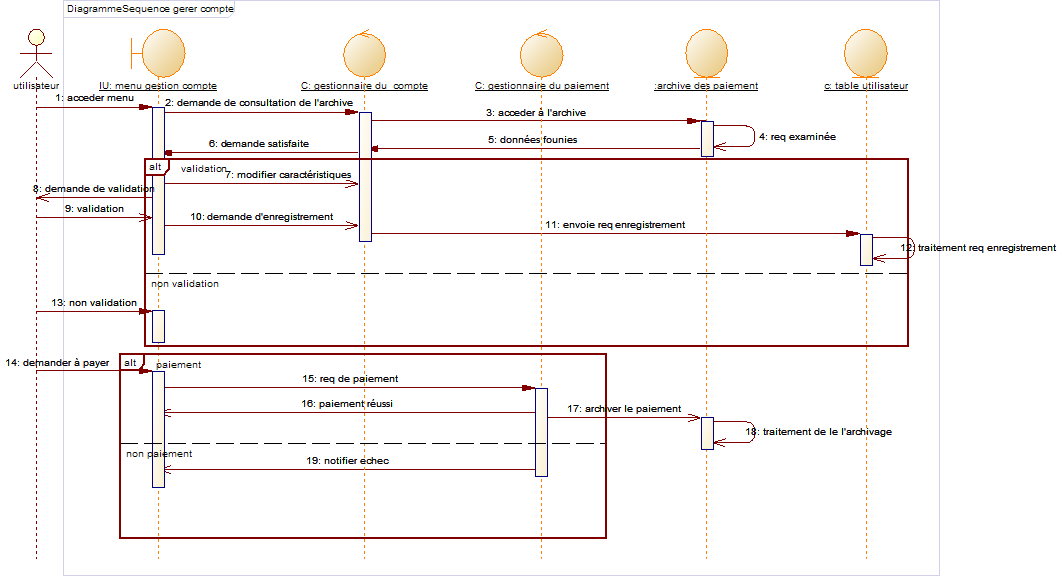 DiagrammeSequence gerer compte
utilisateur
IU: menu gestion compte
C: gestionnaire du compte
C: gestionnaire du paiement
:archive des paiement
c: table utilisateur
1: acceder menu
2: demande de consultation de l'archive
3: acceder à l'archive
4: req examinée
5: données founies
6: demande satisfaite
alt
validation
7: modifier caractéristiques
8: demande de validation
9: validation
10: demande d'enregistrement
11: envoie req enregistrement
12: traitement req enregistrement
non validation
13: non validation
alt
paiement
14: demander à payer
15: req de paiement
16: paiement réussi
17: archiver le paiement
18: traitement de le l'archivage
non paiement
19: notifier echec